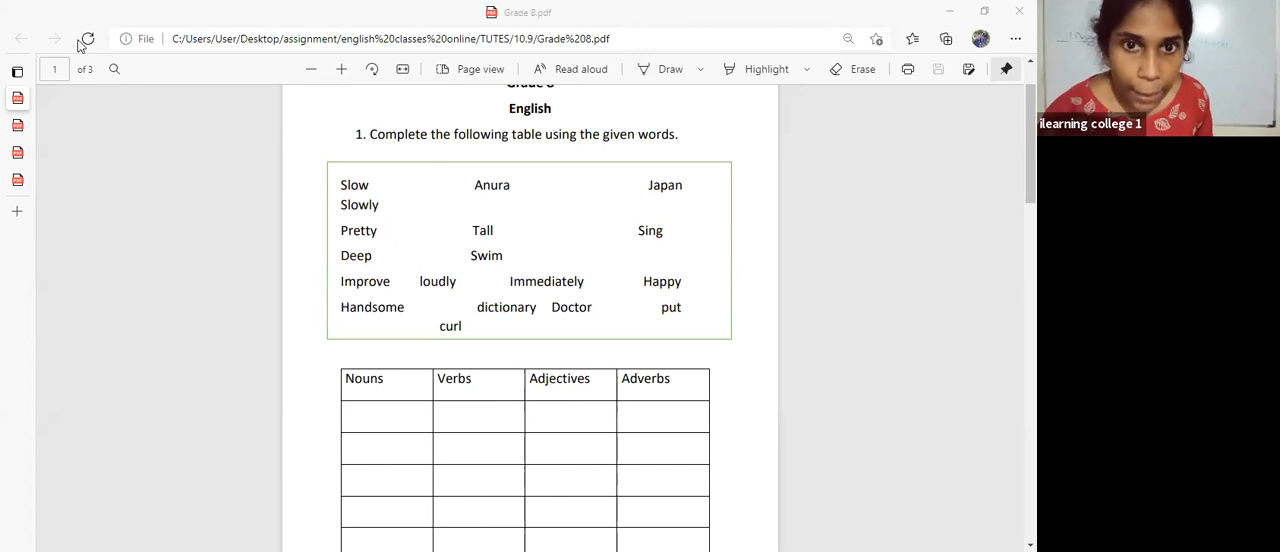 Grade 8.pdf
File C:/Users/User/Desktop/assignment/english%20classes%20online/TUTES/10.9/Grade%208.pdf
1 of 3 Page view Read aloud Draw Highlight Erase
ilearning college 1
English
1. Complete the following table using the given words.
Slow Anura Japan
Slowly
Pretty Tall Sing
Deep Swim
Improve loudly Immediately Happy
Handsome dictionary Doctor put
curl
Nouns Verbs Adjectives Adverbs